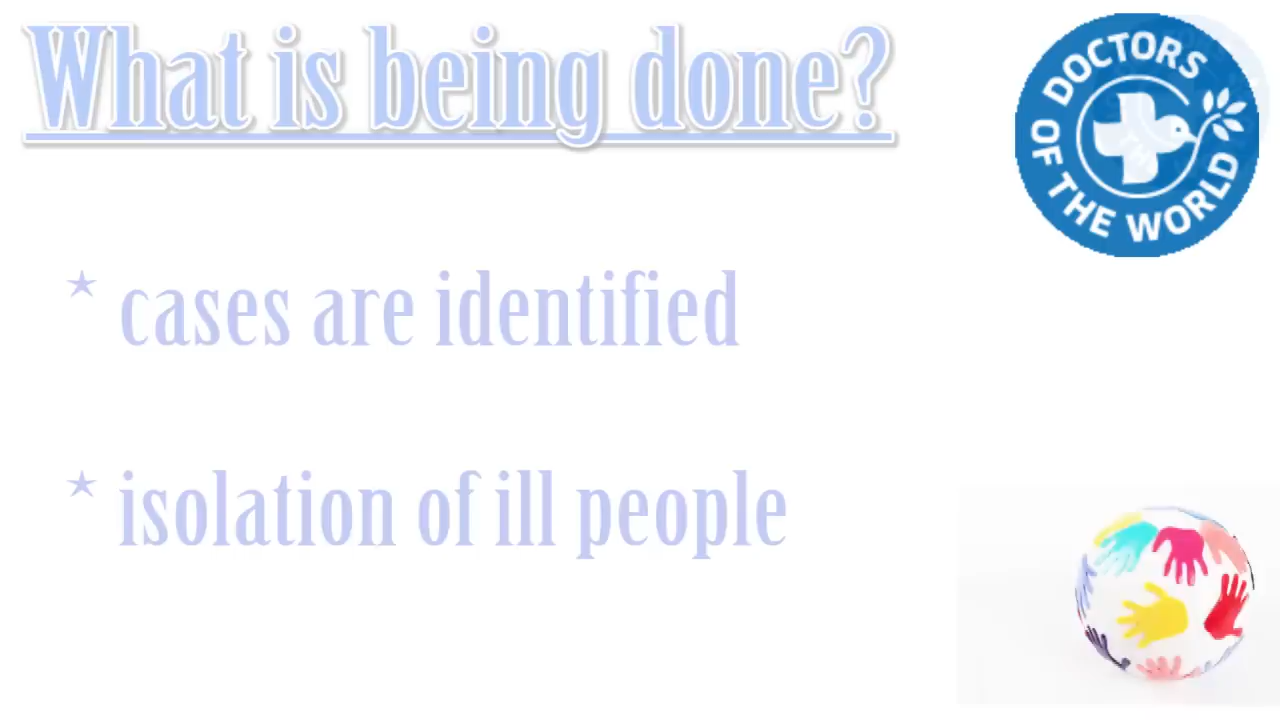 What is being done?
DOCTORS
OF THE WORLD
* cases are identified
* isolation of ill people